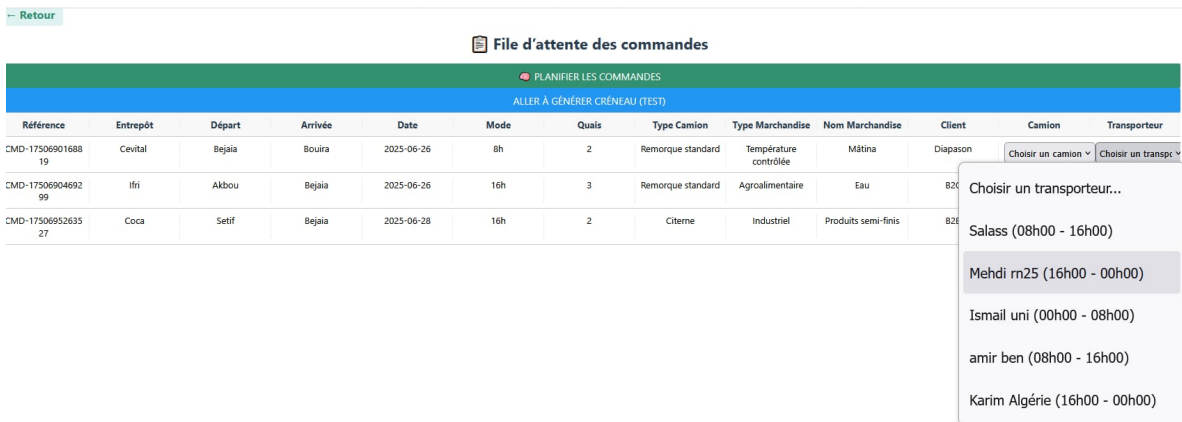 ← Retour
📋 File d'attente des commandes
🧠 PLANIFIER LES COMMANDES
ALLER À GÉNÉRER CRÉNEAU (TEST)
Référence Entrepôt Départ Arrivée Date Mode Quais Type Camion Type Marchandise Nom Marchandise Client Camion Transporteur
CMD-17506901688 Cevital Bejaia Bouira 2025-06-26 8h 2 Remorque standard Température Mâtina Diapason Choisir un camion Choisir un transpo
19 contrôlée
CMD-17506904692 Ifri Akbou Bejaia 2025-06-26 16h 3 Remorque standard Agroalimentaire Eau
99
CMD-17506952635 Coca Setif Bejaia 2025-06-28 16h 2 Citerne Industriel Produits semi-finis
27
Choisir un transporteur...
Salass (08h00 - 16h00)
Mehdi rn25 (16h00 - 00h00)
Ismail uni (00h00 - 08h00)
amir ben (08h00 - 16h00)
Karim Algérie (16h00 - 00h00)